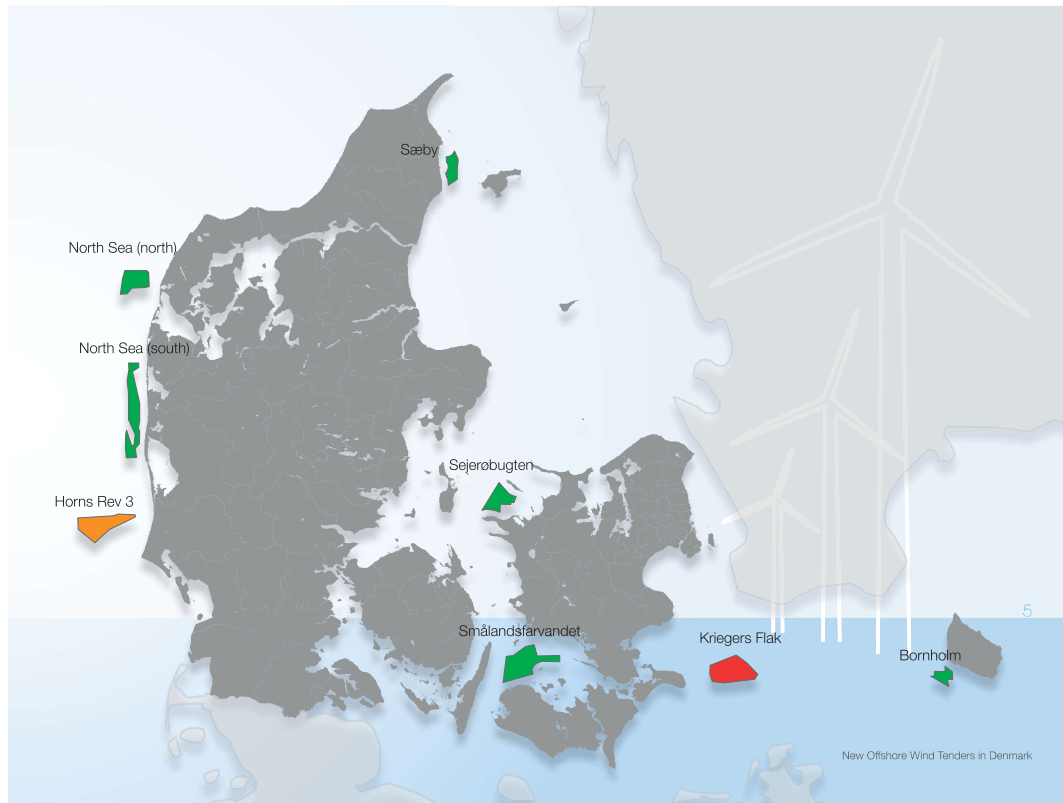 Sæby
North Sea (north)
North Sea (south)
Sejerøbugten
Horns Rev 3
5
Smålandsfarvandet
Kriegers Flak
Bornholm
New Offshore Wind Tenders in Denmark